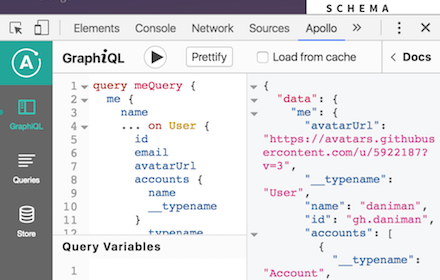 SCHEMA
Elements Console Network Sources Apollo »
GraphiQL Prettify Load from cache < Docs
GraphiQL
Queries
Store
1 query meQuery {
2 me {
3 name
4 ... on User {
5 id
6 email
7 avatarUrl
8 accounts {
9 name
10 __typename
11 }
12 __typename
Query Variables
1
{
"data": {
"me": {
"avatarUrl":
"https://avatars.githubus
ercontent.com/u/5922187?
v=3",
"__typename":
"User",
"name": "daniman",
"id": "gh.daniman",
"accounts": [
{
"__typename":
"Account",